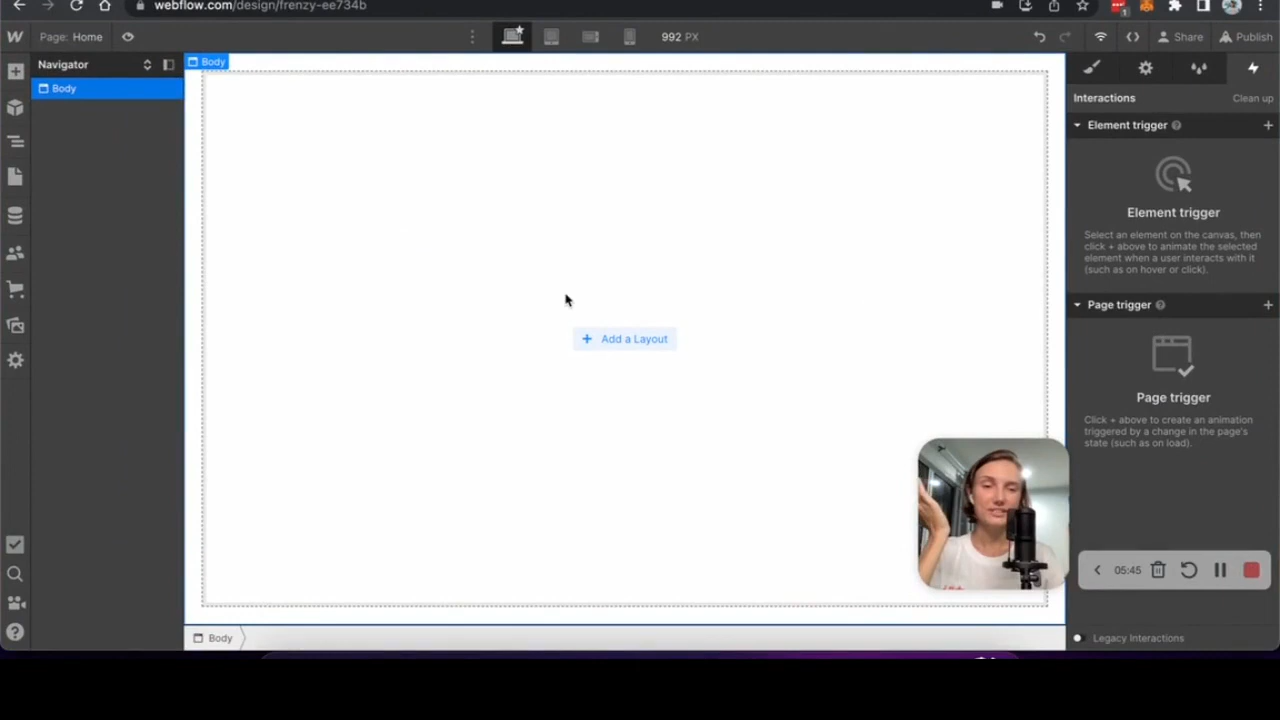 webflow.com/design/frenzy-ee734b
1
Page: Home
992 PX
Share
Publish
Navigator
Body
Body
Interactions
Clean up
Element trigger
Element trigger
Select an element on the canvas, then
click + above to animate the selected
element when a user interacts with it
(such as on hover or click).
Add a Layout
Page trigger
Page trigger
Click + above to create an animation
triggered by a change in the page's
state (such as on load).
05:45
Body
Legacy Interactions